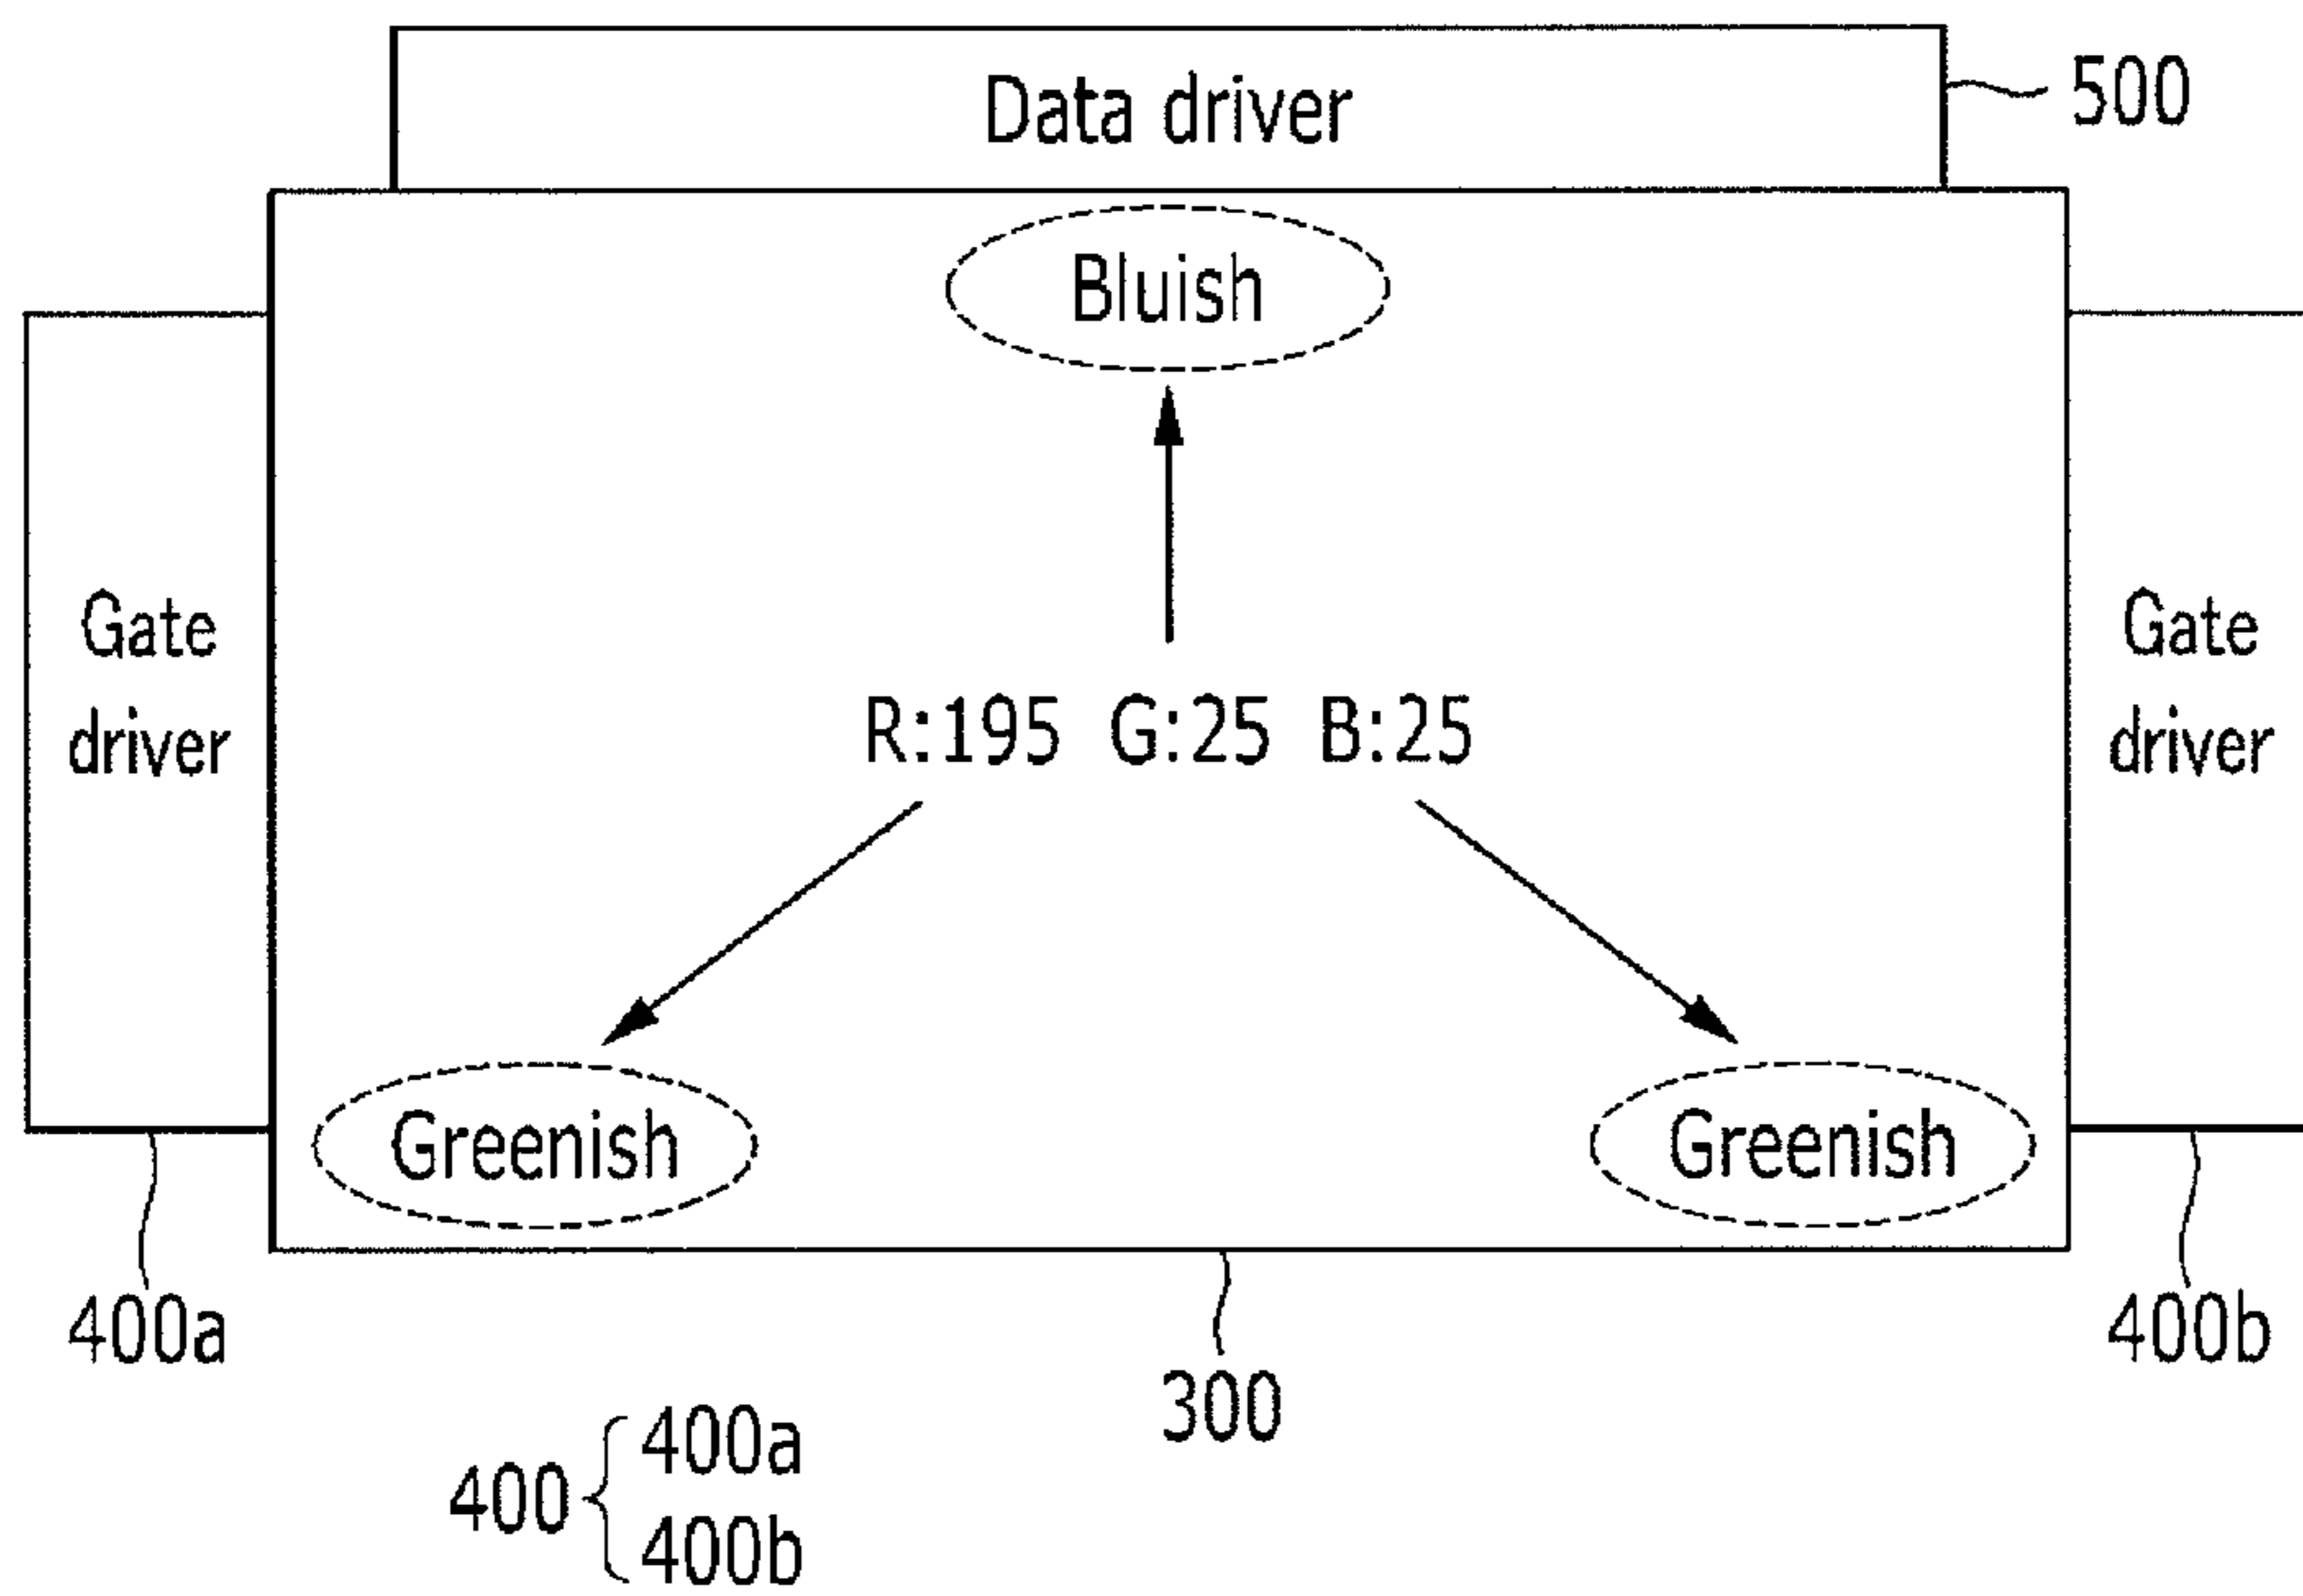 Data driver
500
Bluish
Gate
driver
Gate
driver
R:195 G:25 B:25
Greenish
Greenish
400a
400b
300
400
400a
400b